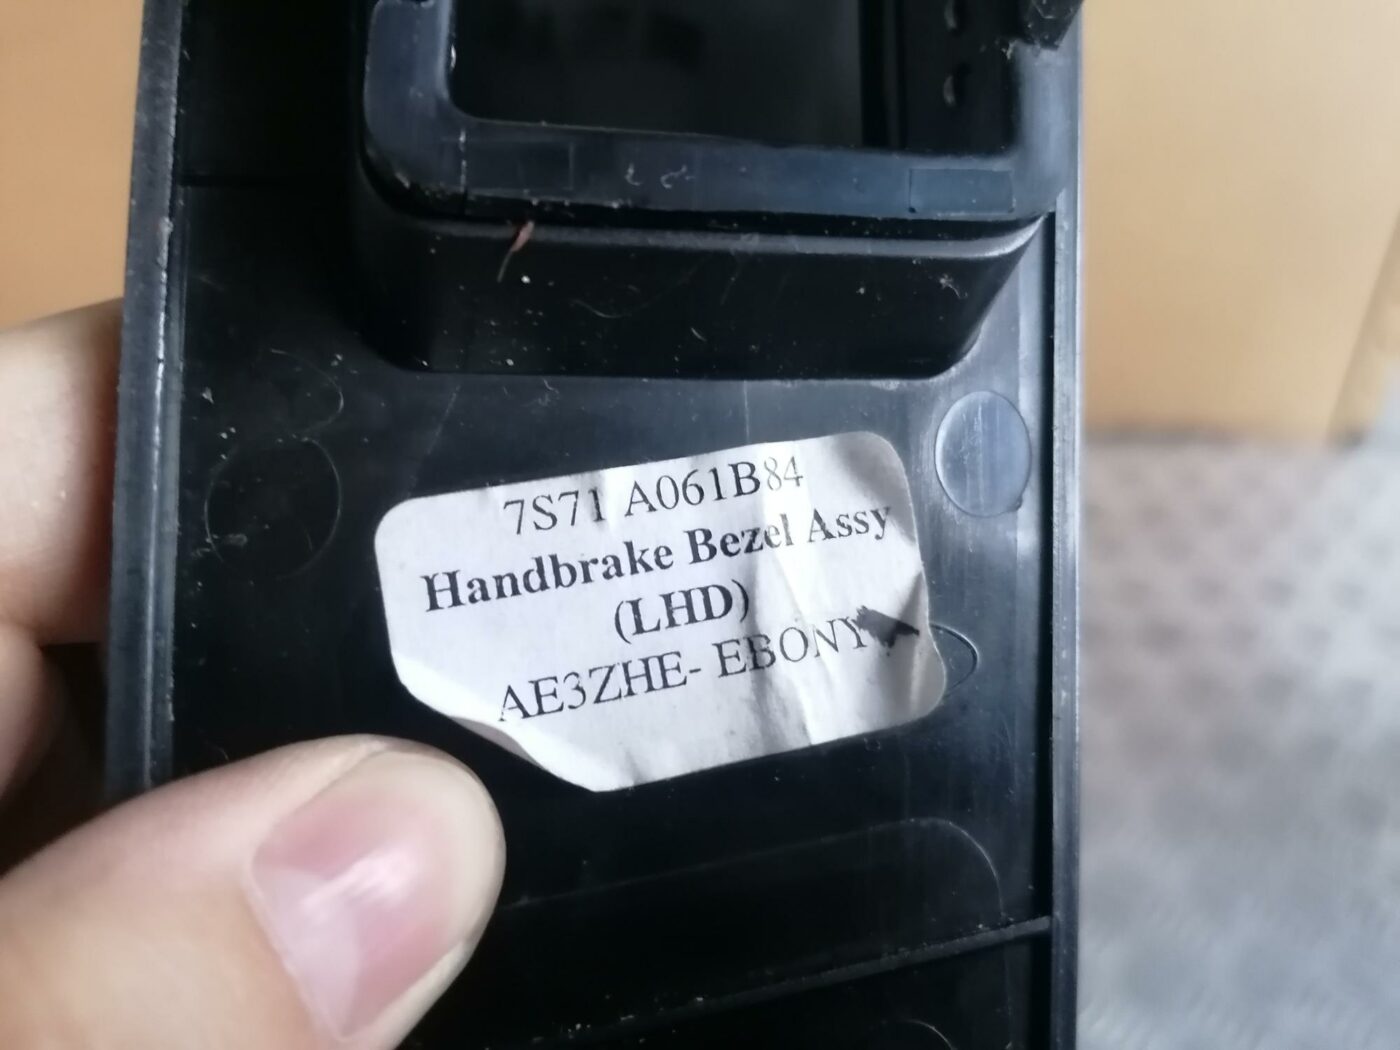 7S71 A061B84
Handbrake Bezel Assy
(LHD)
AE3ZHE- EBONY